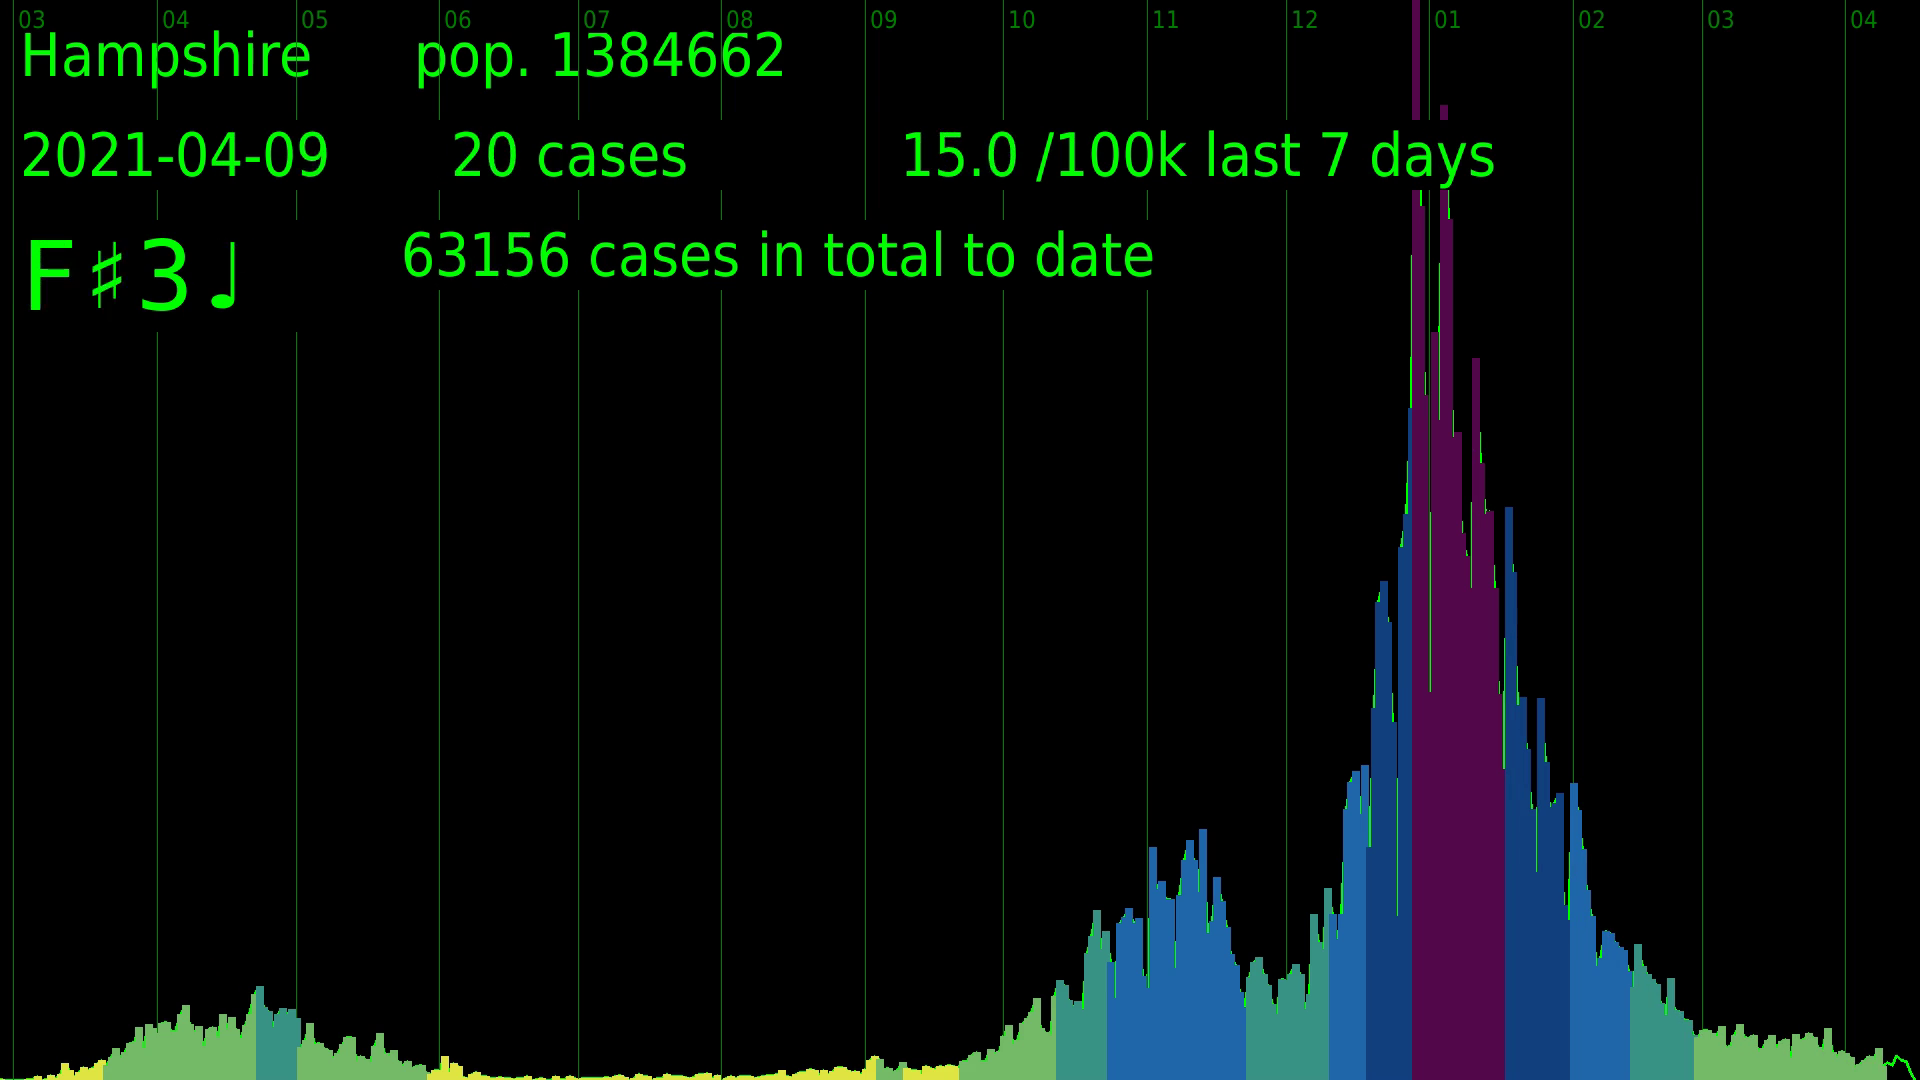 03 04 05 06 07 08 09 10 11 12 01 02 03 04
Hampshire pop. 1384662
2021-04-09 20 cases 15.0 /100k last 7 days
F♯3♩ 63156 cases in total to date